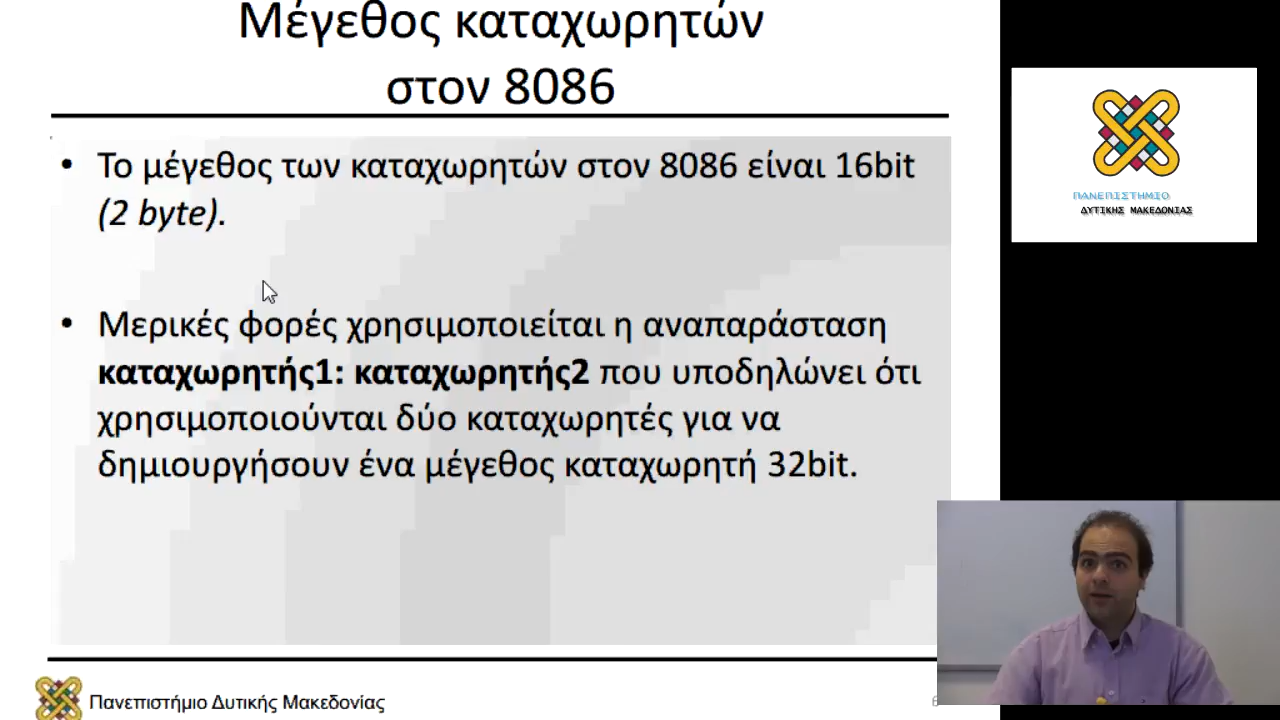 Μέγεθος καταχωρητών
στον 8086
• Το μέγεθος των καταχωρητών στον 8086 είναι 16bit
(2 byte).
• Μερικές φορές χρησιμοποιείται η αναπαράσταση
καταχωρητής1: καταχωρητής2 που υποδηλώνει ότι
χρησιμοποιούνται δύο καταχωρητές για να
δημιουργήσουν ένα μέγεθος καταχωρητή 32bit.
Πανεπιστήμιο Δυτικής Μακεδονίας
6
ΠΑΝΕΠΙΣΤΗΜΙΟ
ΔΥΤΙΚΗΣ ΜΑΚΕΔΟΝΙΑΣ